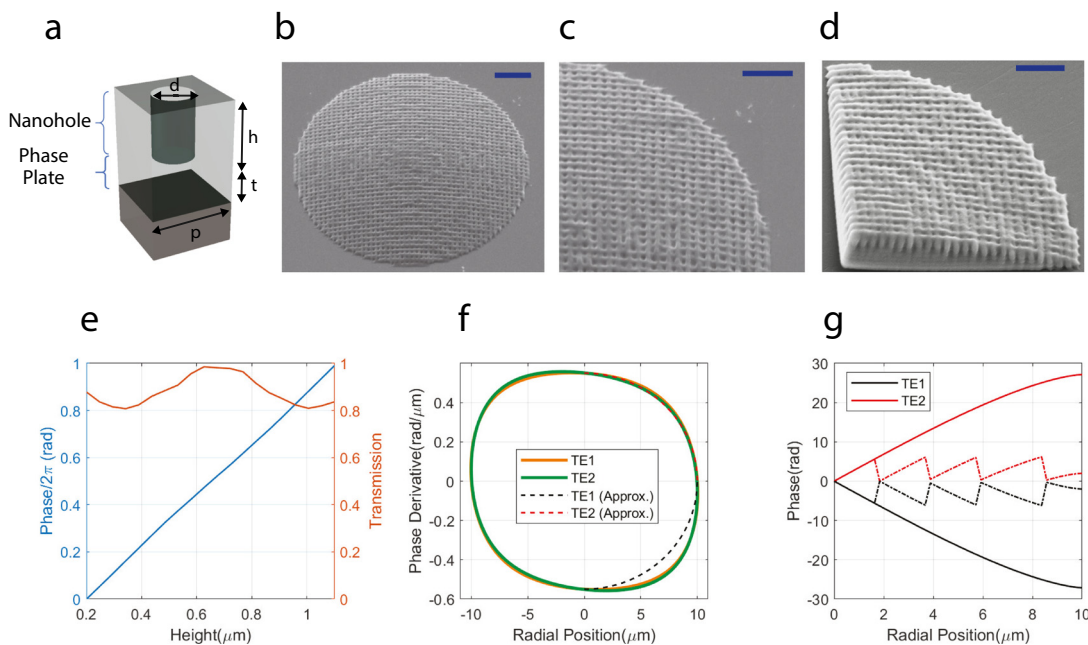 a
b
c
d
d
Nanohole
h
Phase
Plate
t
p
e
f
g
1
0.8
0.6
0.4
0.2
0
Phase/2π (rad)
1
0.8
0.6
0.4
0.2
0
Transmission
0.2
0.4
0.6
0.8
1
Height(μm)
0.4
0.2
0
-0.2
-0.4
-0.6
Phase Derivative(rad/μm)
TE1
TE2
TE1 (Approx.)
TE2 (Approx.)
-10
-5
0
5
10
Radial Position(μm)
30
20
10
0
-10
-20
-30
Phase(rad)
TE1
TE2
0
2
4
6
8
10
Radial Position(μm)